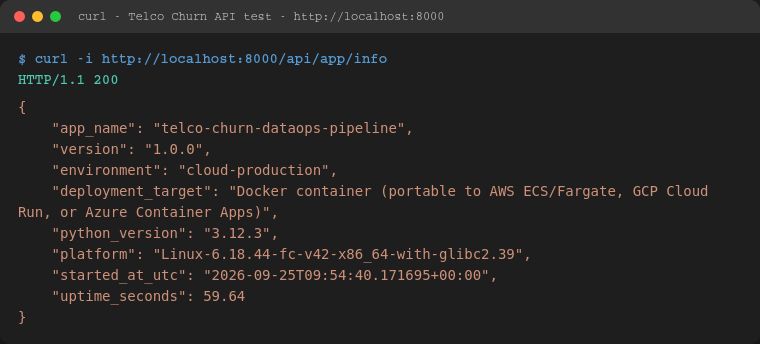 curl - Telco Churn API test - http://localhost:8000
$ curl -i http://localhost:8000/api/app/info
HTTP/1.1 200
{
    "app_name": "telco-churn-dataops-pipeline",
    "version": "1.0.0",
    "environment": "cloud-production",
    "deployment_target": "Docker container (portable to AWS ECS/Fargate, GCP Cloud
Run, or Azure Container Apps)",
    "python_version": "3.12.3",
    "platform": "Linux-6.18.44-fc-v42-x86_64-with-glibc2.39",
    "started_at_utc": "2026-09-25T09:54:40.171695+00:00",
    "uptime_seconds": 59.64
}